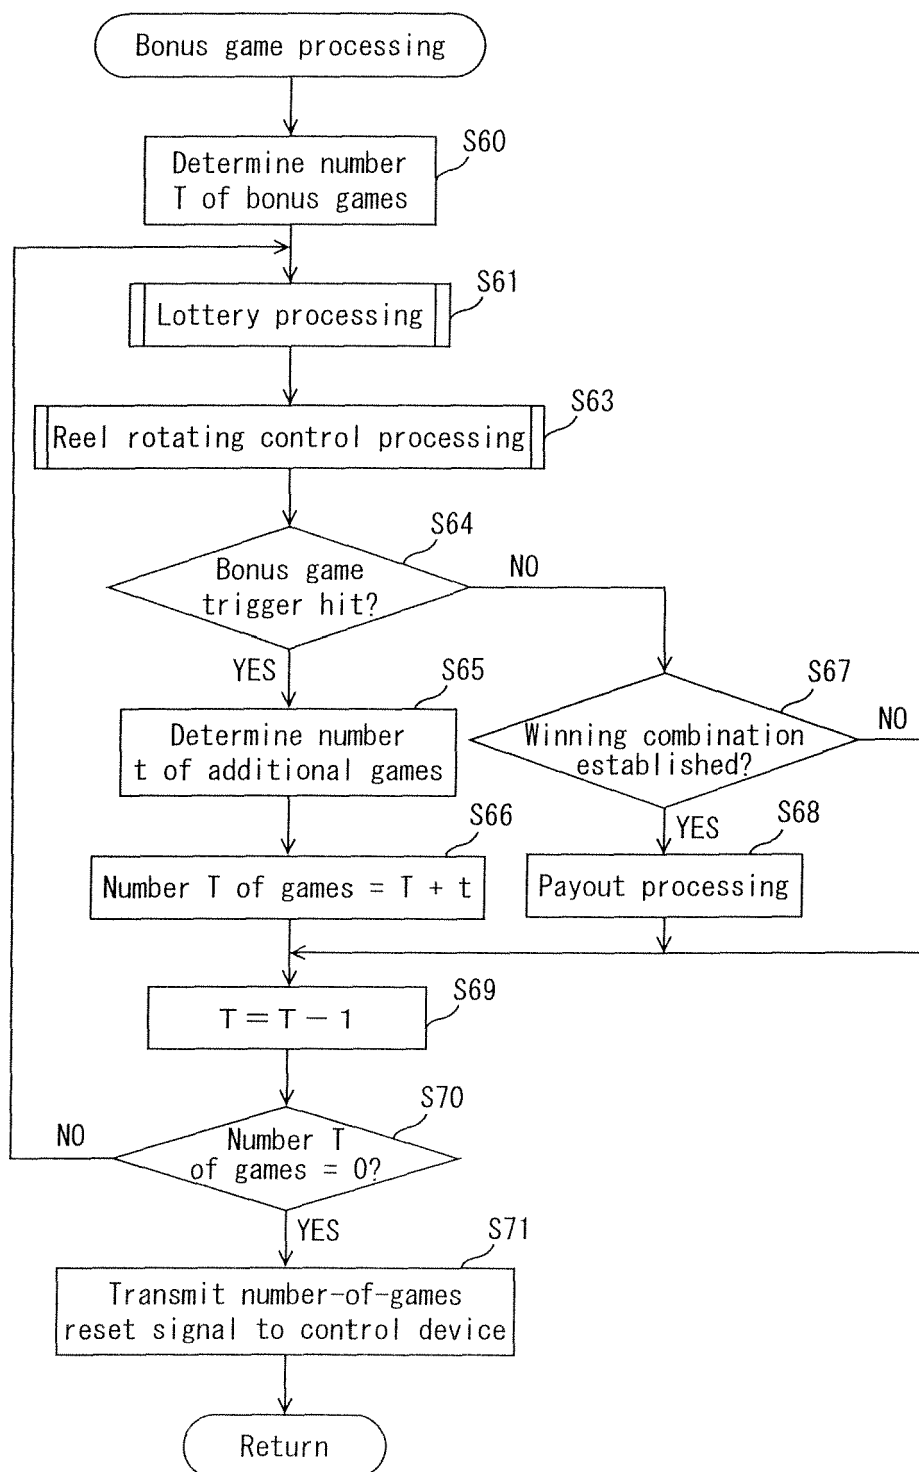 Bonus game processing
S60
Determine number
T of bonus games
S61
Lottery processing
S63
Reel rotating control processing
S64
Bonus game
trigger hit?
NO
YES
S65
Determine number
t of additional games
S67
Winning combination
established?
NO
YES
S66
Number T of games = T + t
S68
Payout processing
S69
T = T − 1
S70
Number T
of games = 0?
NO
YES
S71
Transmit number-of-games
reset signal to control device
Return